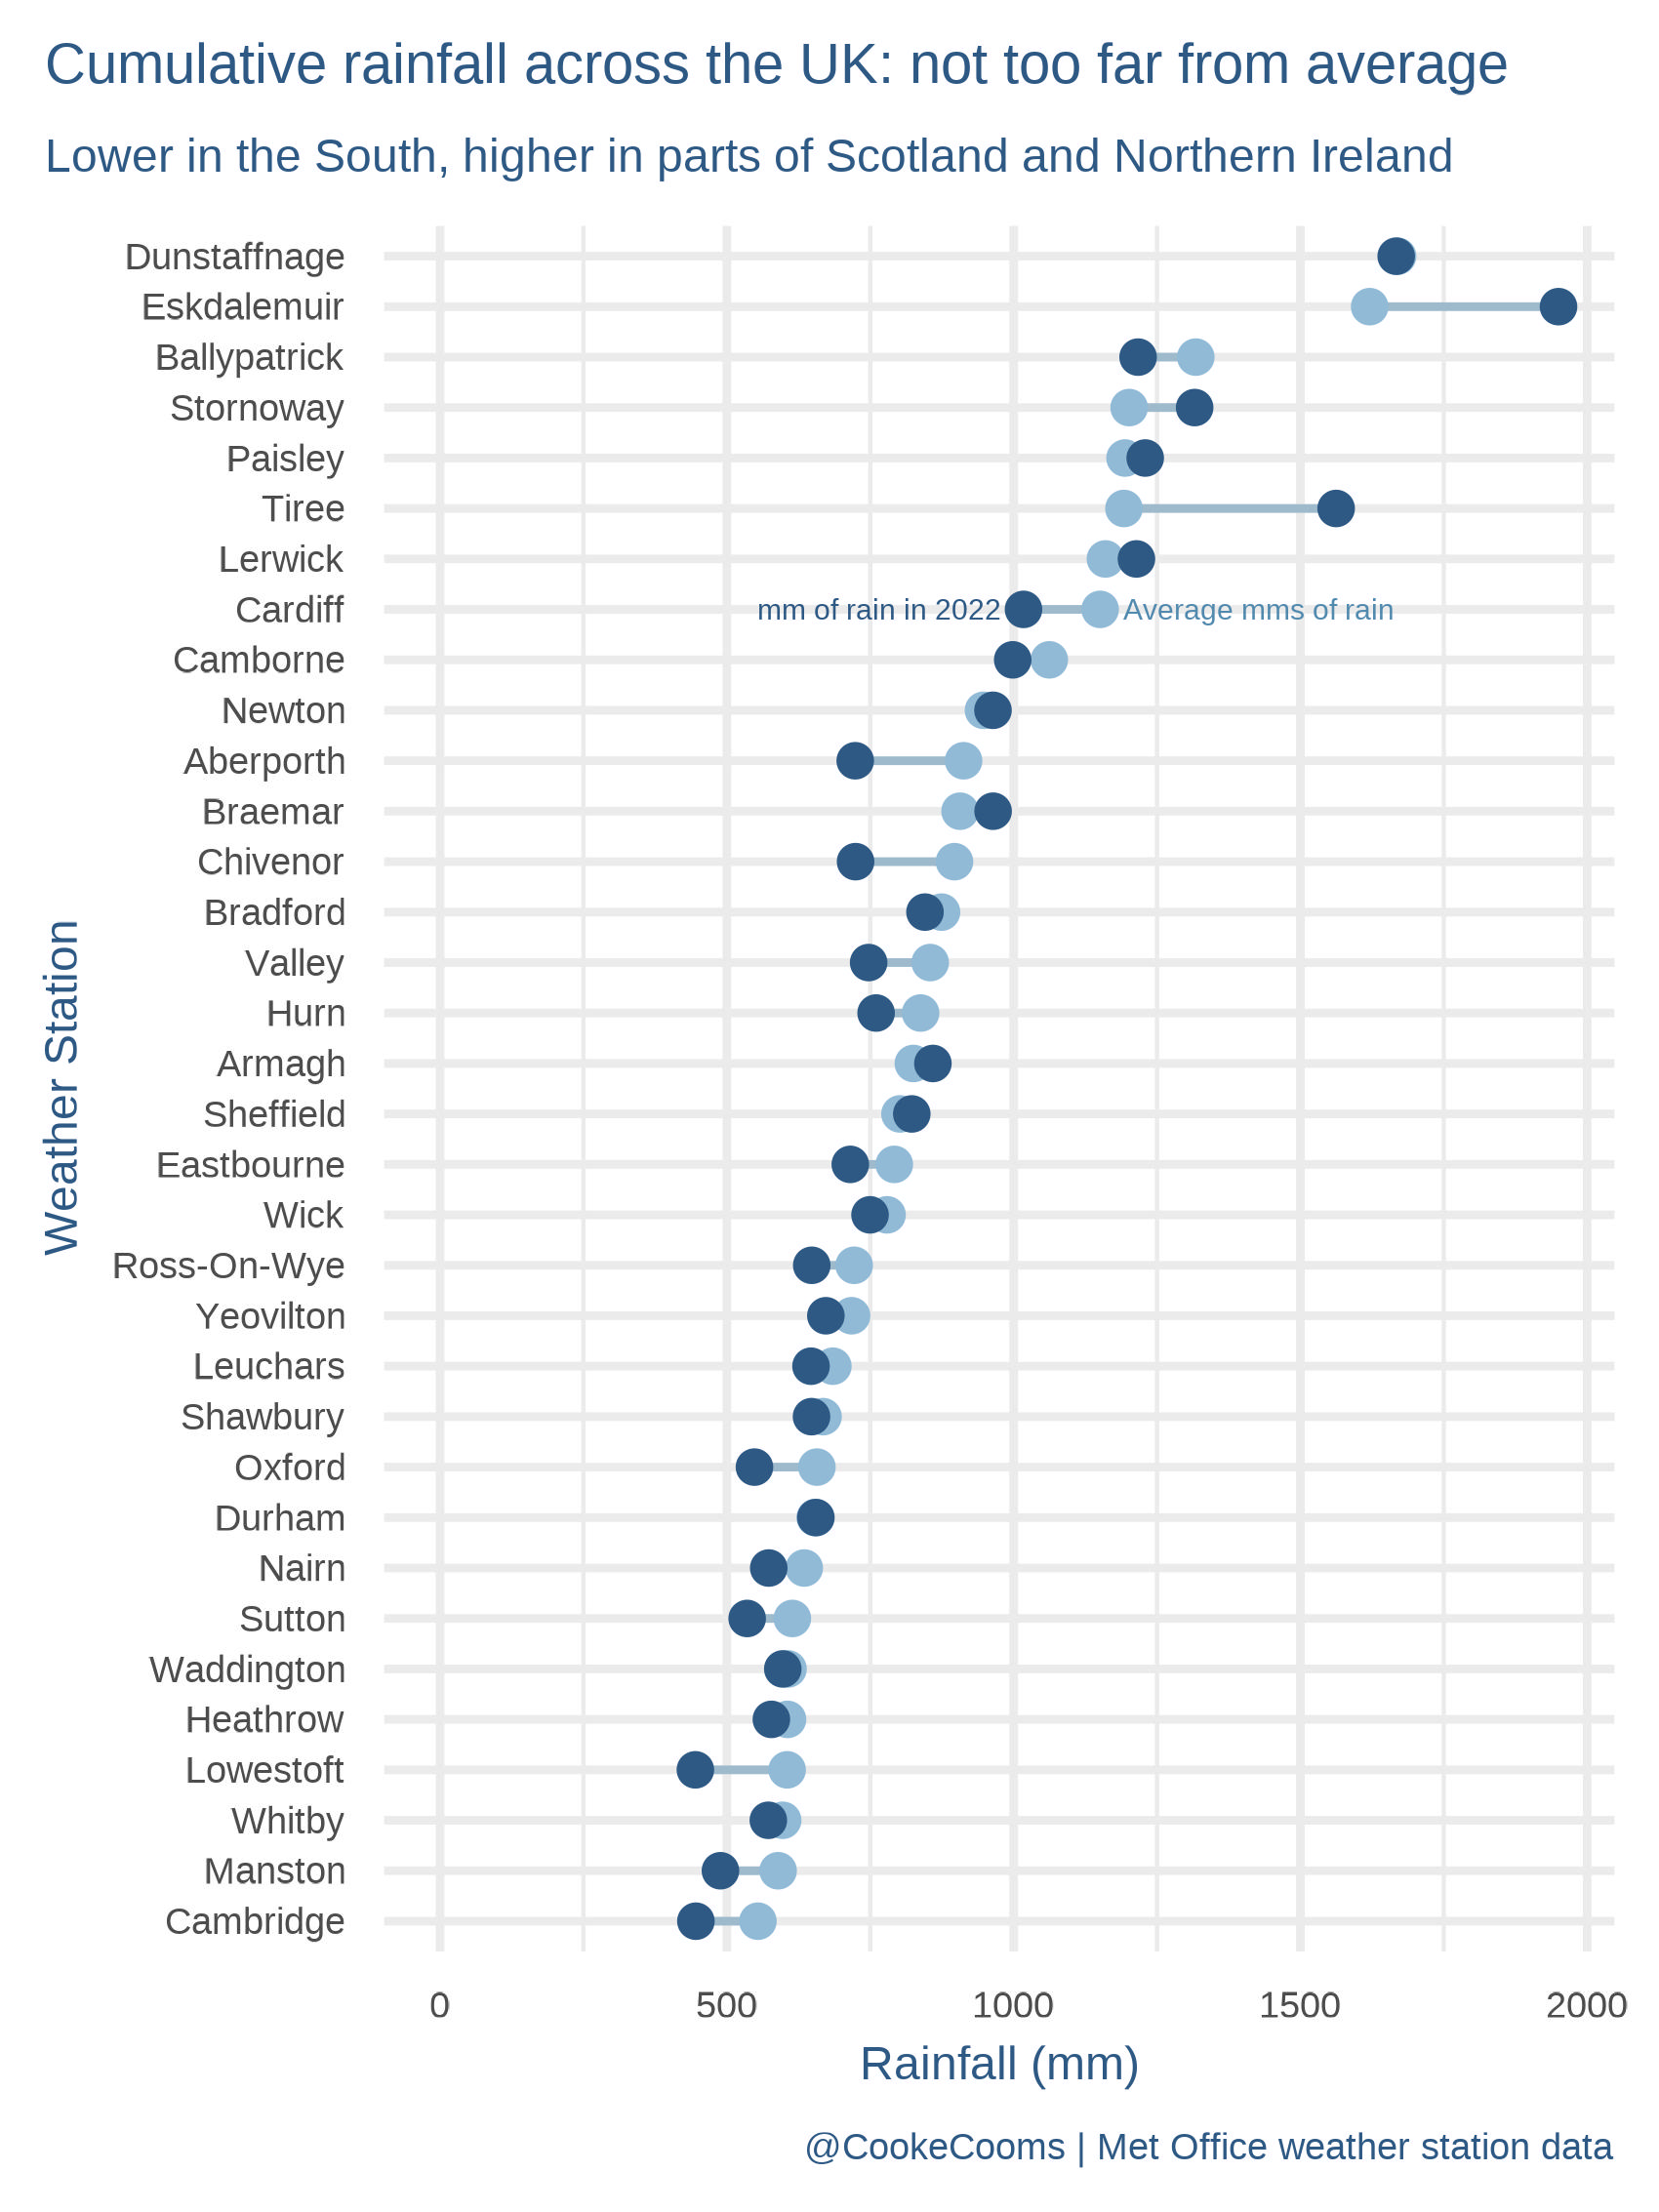 Cumulative rainfall across the UK: not too far from average
Lower in the South, higher in parts of Scotland and Northern Ireland
Weather Station
Dunstaffnage
Eskdalemuir
Ballypatrick
Stornoway
Paisley
Tiree
Lerwick
Cardiff
mm of rain in 2022 Average mms of rain
Camborne
Newton
Aberporth
Braemar
Chivenor
Bradford
Valley
Hurn
Armagh
Sheffield
Eastbourne
Wick
Ross-On-Wye
Yeovilton
Leuchars
Shawbury
Oxford
Durham
Nairn
Sutton
Waddington
Heathrow
Lowestoft
Whitby
Manston
Cambridge
0 500 1000 1500 2000
Rainfall (mm)
@CookeCooms | Met Office weather station data